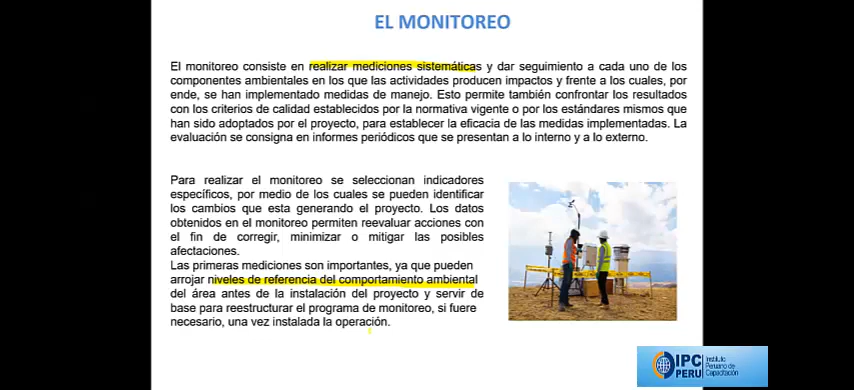 EL MONITOREO
El monitoreo consiste en realizar mediciones sistemáticas y dar seguimiento a cada uno de los
componentes ambientales en los que las actividades producen impactos y frente a los cuales, por
ende, se han implementado medidas de manejo. Esto permite también confrontar los resultados
con los criterios de calidad establecidos por la normativa vigente o por los estándares mismos que
han sido adoptados por el proyecto, para establecer la eficacia de las medidas implementadas. La
evaluación se consigna en informes periódicos que se presentan a lo interno y a lo externo.
Para realizar el monitoreo se seleccionan indicadores
específicos, por medio de los cuales se pueden identificar
los cambios que esta generando el proyecto. Los datos
obtenidos en el monitoreo permiten reevaluar acciones con
el fin de corregir, minimizar o mitigar las posibles
afectaciones.
Las primeras mediciones son importantes, ya que pueden
arrojar niveles de referencia del comportamiento ambiental
del área antes de la instalación del proyecto y servir de
base para reestructurar el programa de monitoreo, si fuere
necesario, una vez instalada la operación.
IPC
PERU
Instituto
Peruano de
Capacitación